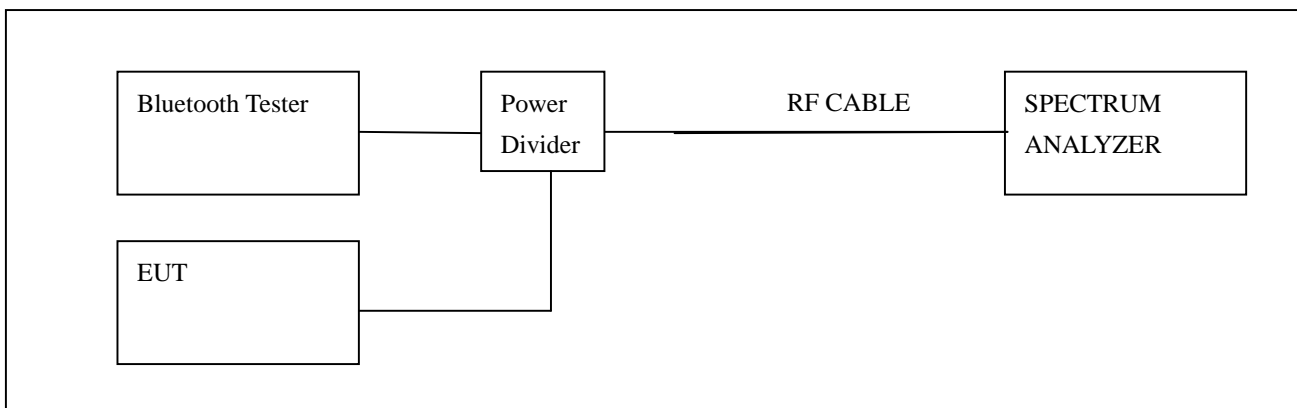 Bluetooth Tester
Power
Divider
RF CABLE
SPECTRUM
ANALYZER
EUT